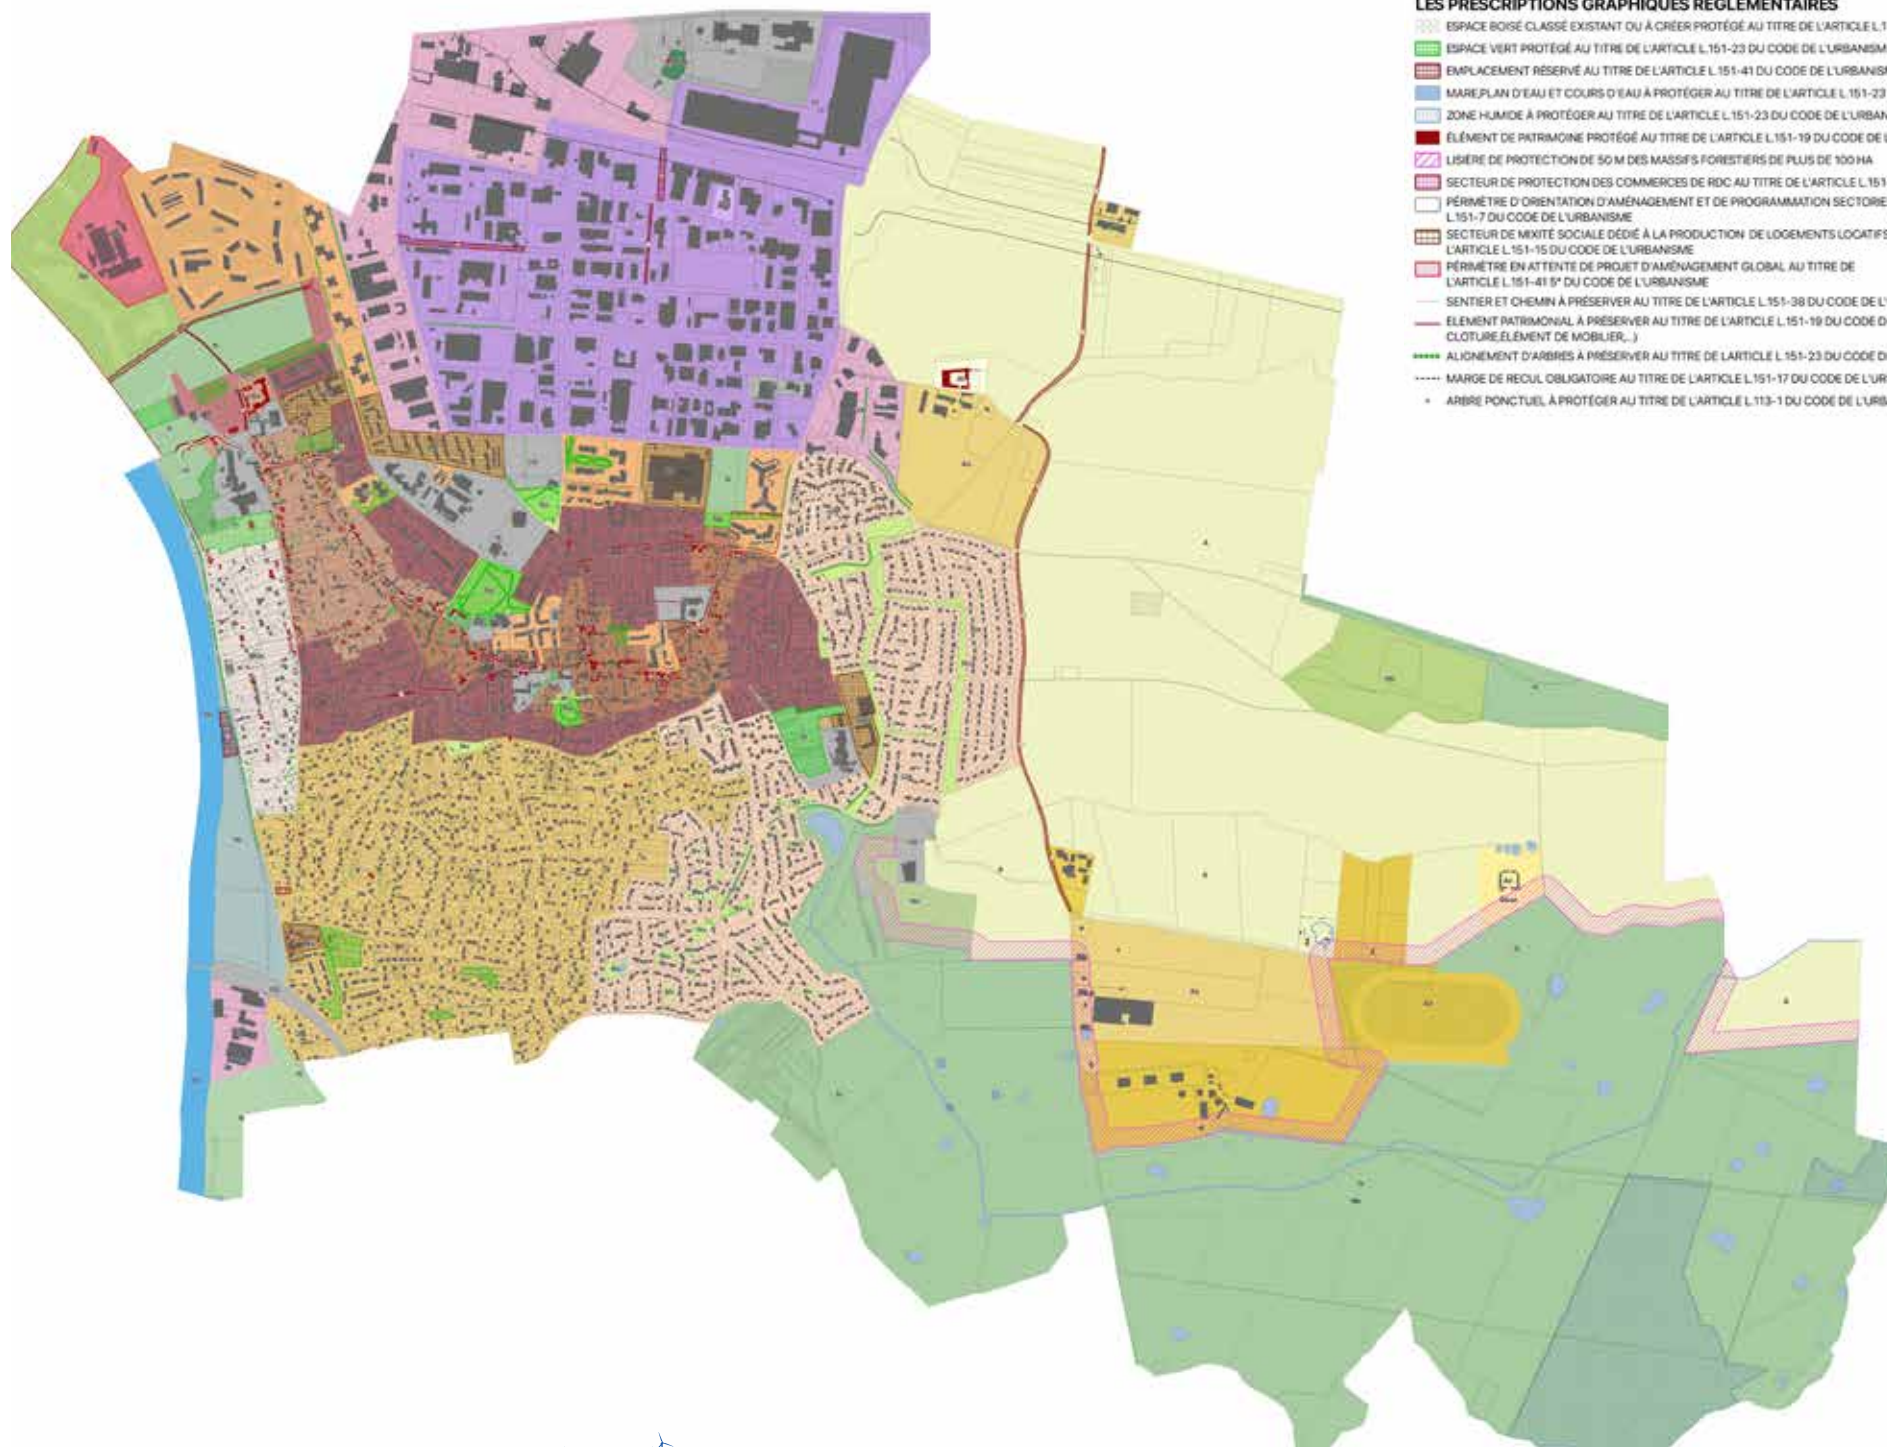 LES PRESCRIPTIONS GRAPHIQUES RÉGLEMENTAIRES
ESPACE BOISÉ CLASSÉ EXISTANT OU À CRÉER PROTÉGÉ AU TITRE DE L'ARTICLE L.1
ESPACE VERT PROTÉGÉ AU TITRE DE L'ARTICLE L.151-23 DU CODE DE L'URBANISM
EMPLACEMENT RÉSERVÉ AU TITRE DE L'ARTICLE L.151-41 DU CODE DE L'URBANISM
MARE,PLAN D'EAU ET COURS D'EAU À PROTÉGER AU TITRE DE L'ARTICLE L.151-23
ZONE HUMIDE À PROTÉGER AU TITRE DE L'ARTICLE L.151-23 DU CODE DE L'URBAN
ÉLÉMENT DE PATRIMOINE PROTÉGÉ AU TITRE DE L'ARTICLE L.151-19 DU CODE DE L
LISIÈRE DE PROTECTION DE 50 M DES MASSIFS FORESTIERS DE PLUS DE 100 HA
SECTEUR DE PROTECTION DES COMMERCES DE RDC AU TITRE DE L'ARTICLE L.151
PÉRIMÈTRE D'ORIENTATION D'AMÉNAGEMENT ET DE PROGRAMMATION SECTORIE
L.151-7 DU CODE DE L'URBANISME
SECTEUR DE MIXITÉ SOCIALE DÉDIÉ À LA PRODUCTION DE LOGEMENTS LOCATIFS
L'ARTICLE L.151-15 DU CODE DE L'URBANISME
PÉRIMÈTRE EN ATTENTE DE PROJET D'AMÉNAGEMENT GLOBAL AU TITRE DE
L'ARTICLE L.151-41 5° DU CODE DE L'URBANISME
SENTIER ET CHEMIN À PRÉSERVER AU TITRE DE L'ARTICLE L.151-38 DU CODE DE L'
ELEMENT PATRIMONIAL À PRÉSERVER AU TITRE DE L'ARTICLE L.151-19 DU CODE D
CLOTURE,ÉLÉMENT DE MOBILIER,..)
ALIGNEMENT D'ARBRES À PRÉSERVER AU TITRE DE LARTICLE L.151-23 DU CODE D
MARGE DE RECUL OBLIGATOIRE AU TITRE DE L'ARTICLE L.151-17 DU CODE DE L'UR
ARBRE PONCTUEL À PROTÉGER AU TITRE DE L'ARTICLE L.113-1 DU CODE DE L'URB